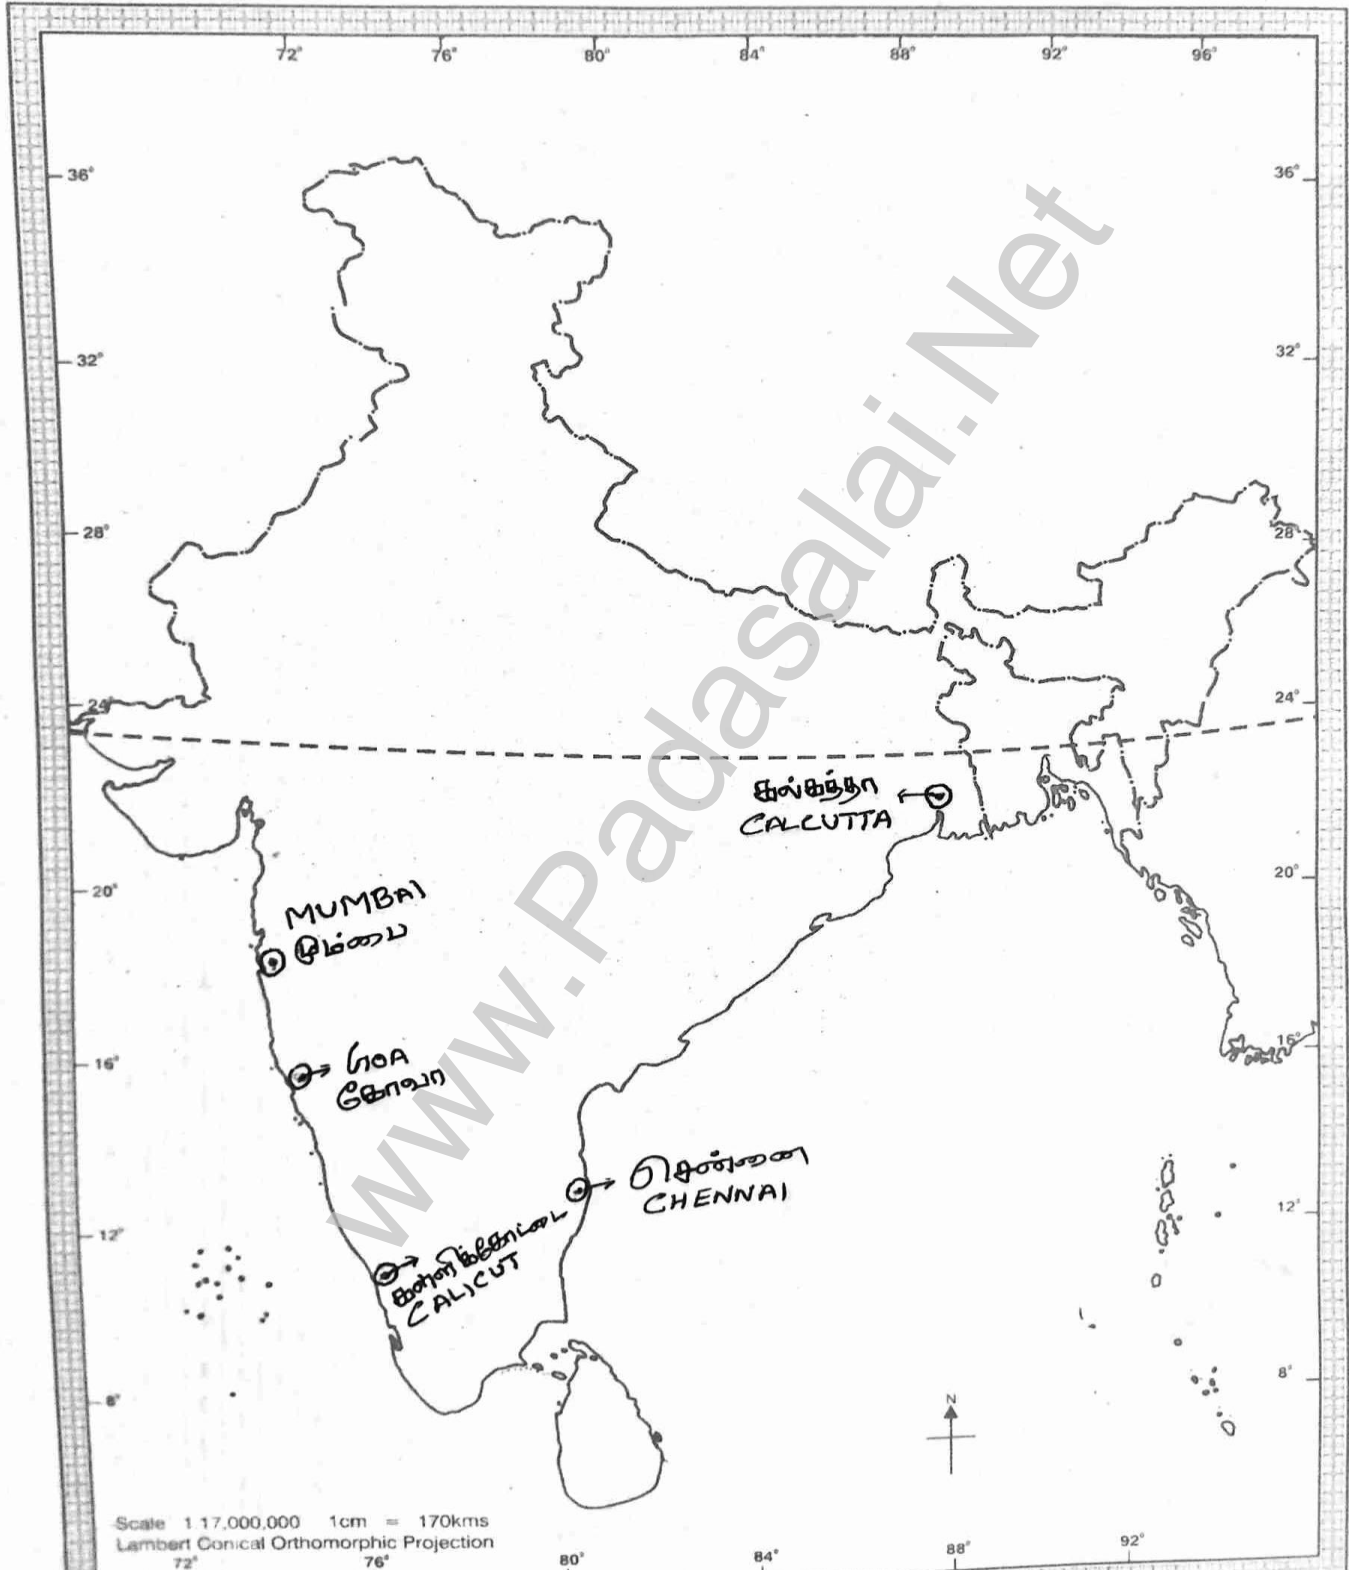 72° 76° 80° 84° 88° 92° 96°
36° 36°
32° 32°
28° 28°
24° 24°
கல்கத்தா
CALCUTTA
20° 20°
MUMBAI
மும்பை
16° 16°
GOA
கோவா
சென்னை
CHENNAI
12° 12°
கள்ளிக்கோட்டை
CALICUT
8° 8°
N
Scale 1:17,000,000 1cm = 170kms
Lambert Conical Orthomorphic Projection
72° 76° 80° 84° 88° 92°
www.Padasalai.Net